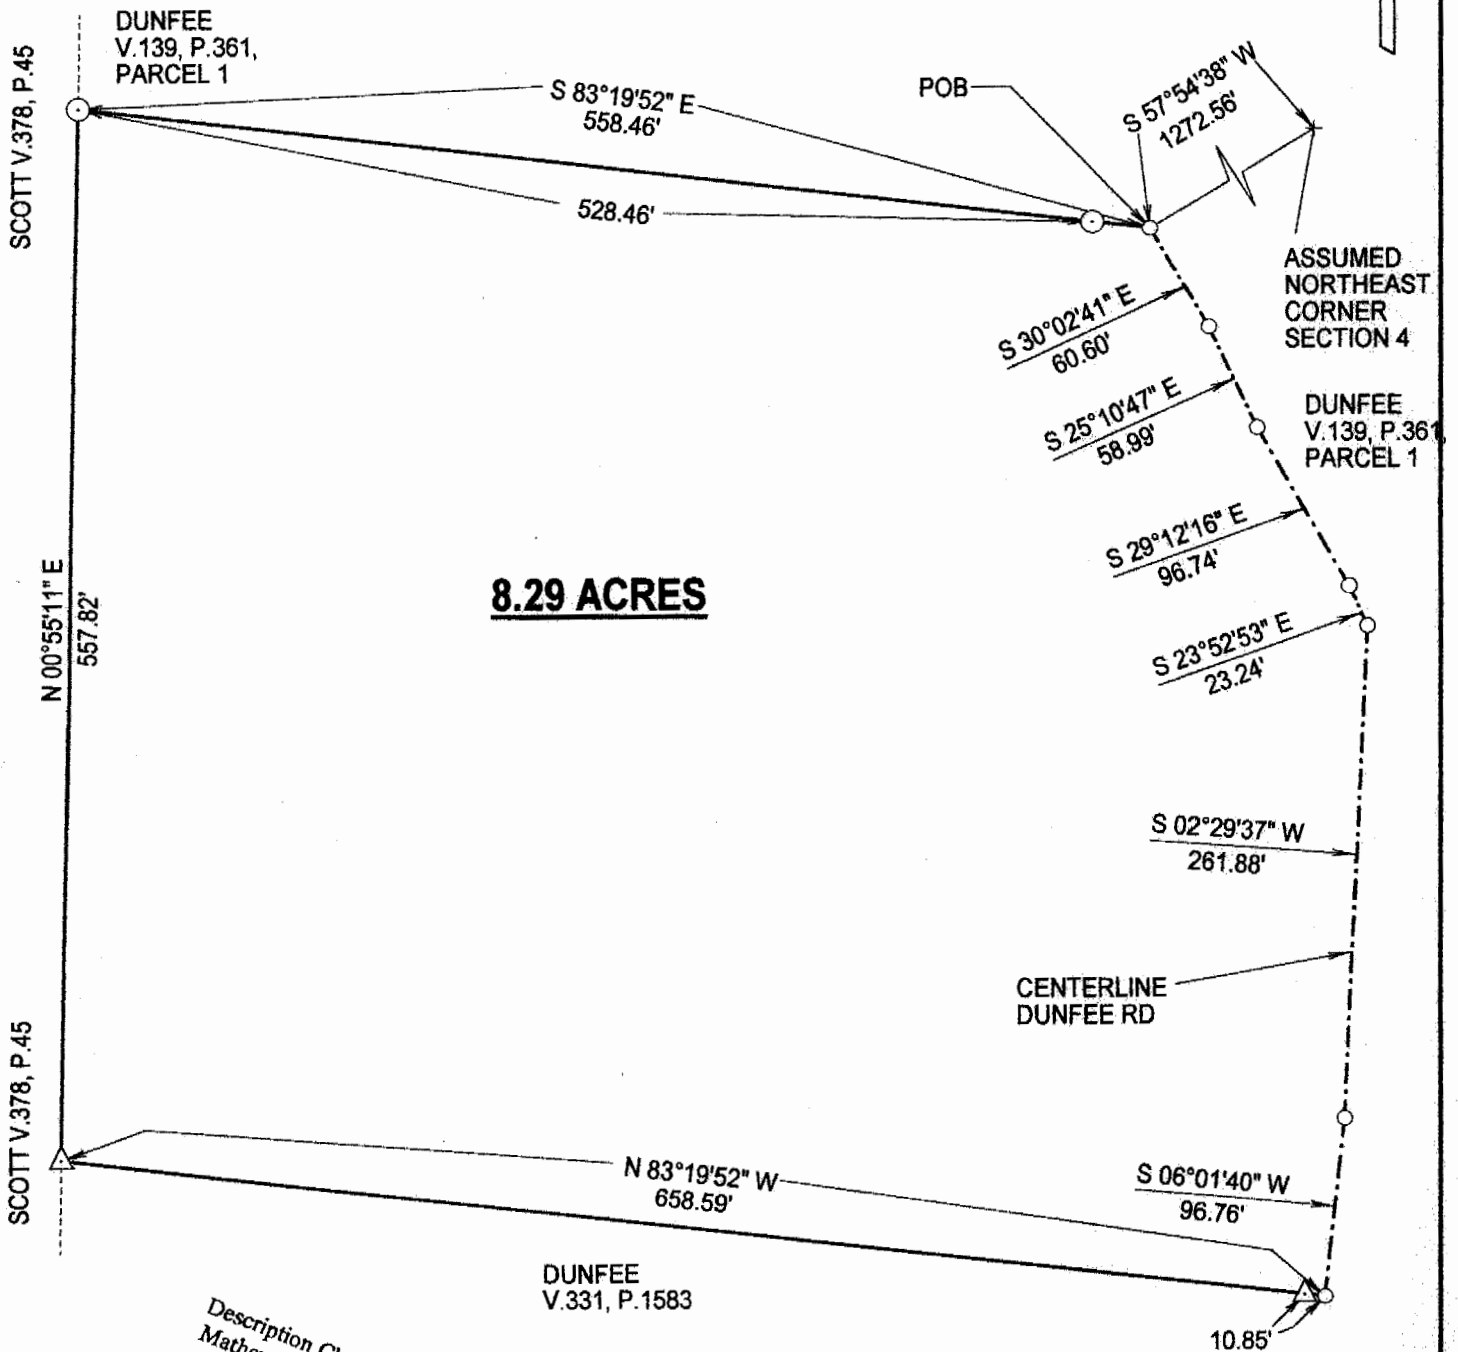 DUNFEE
V.139, P.361,
PARCEL 1
SCOTT V.378, P.45
S 83°19'52" E
558.46'
528.46'
POB
S 57°54'38" W
1272.56'
ASSUMED
NORTHEAST
CORNER
SECTION 4
S 30°02'41" E
60.60'
S 25°10'47" E
58.99'
DUNFEE
V.139, P.361,
PARCEL 1
S 29°12'16" E
96.74'
S 23°52'53" E
23.24'
N 00°55'11" E
557.82'
8.29 ACRES
S 02°29'37" W
261.88'
CENTERLINE
DUNFEE RD
SCOTT V.378, P.45
N 83°19'52" W
658.59'
S 06°01'40" W
96.76'
DUNFEE
V.331, P.1583
10.85'
Description